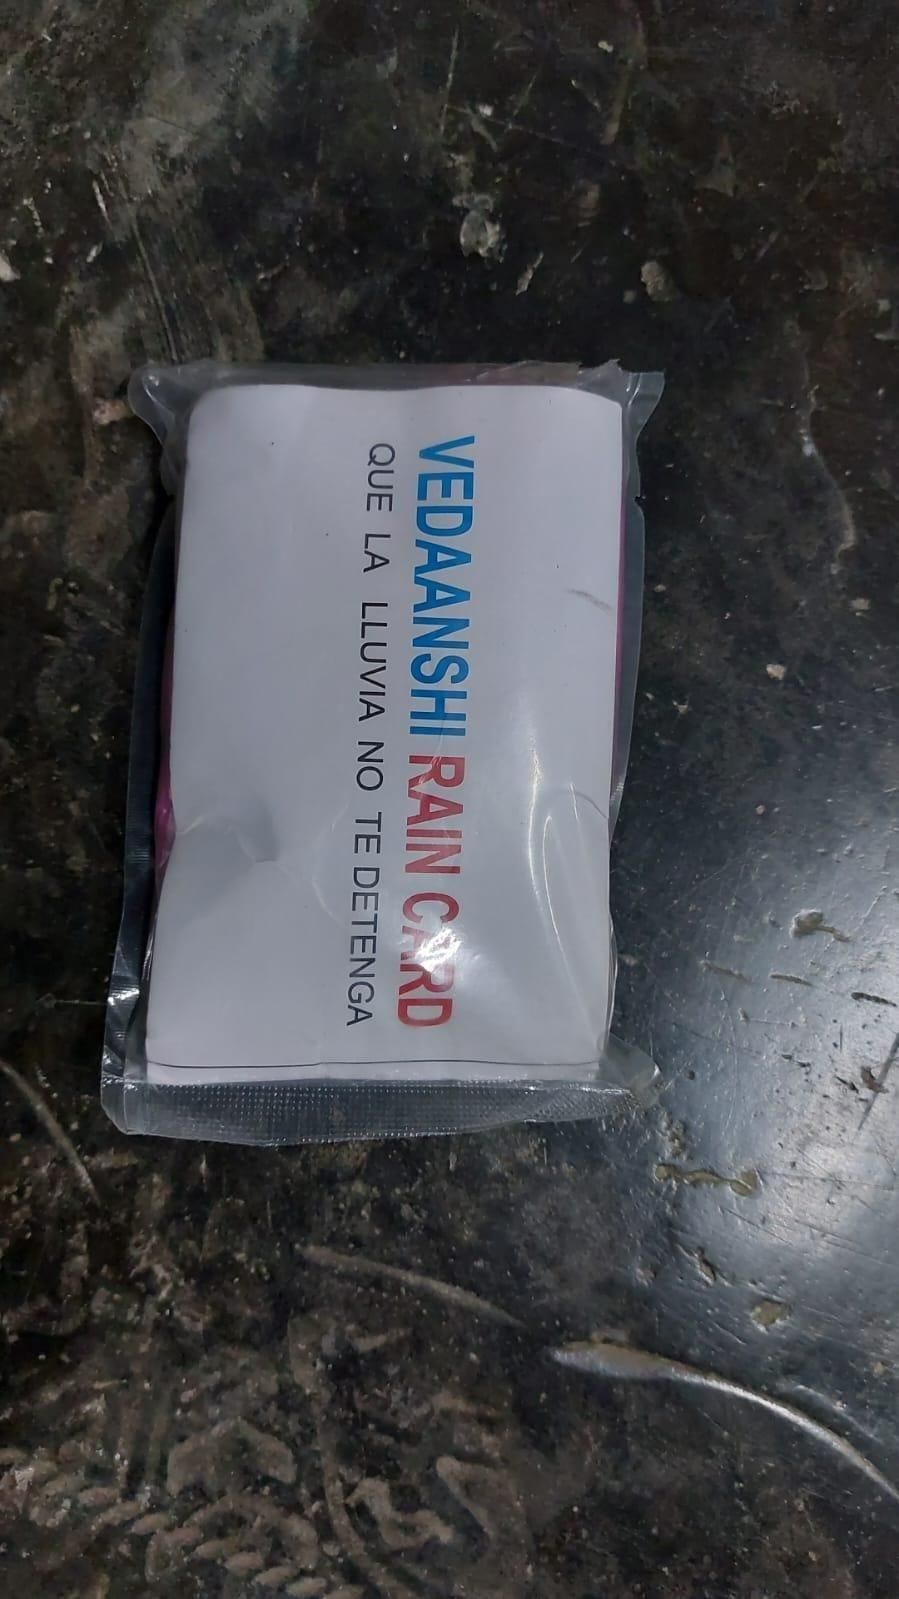 VEDAANSHI RAIN CARD
QUE LA LLUVIA NO TE DETENGA